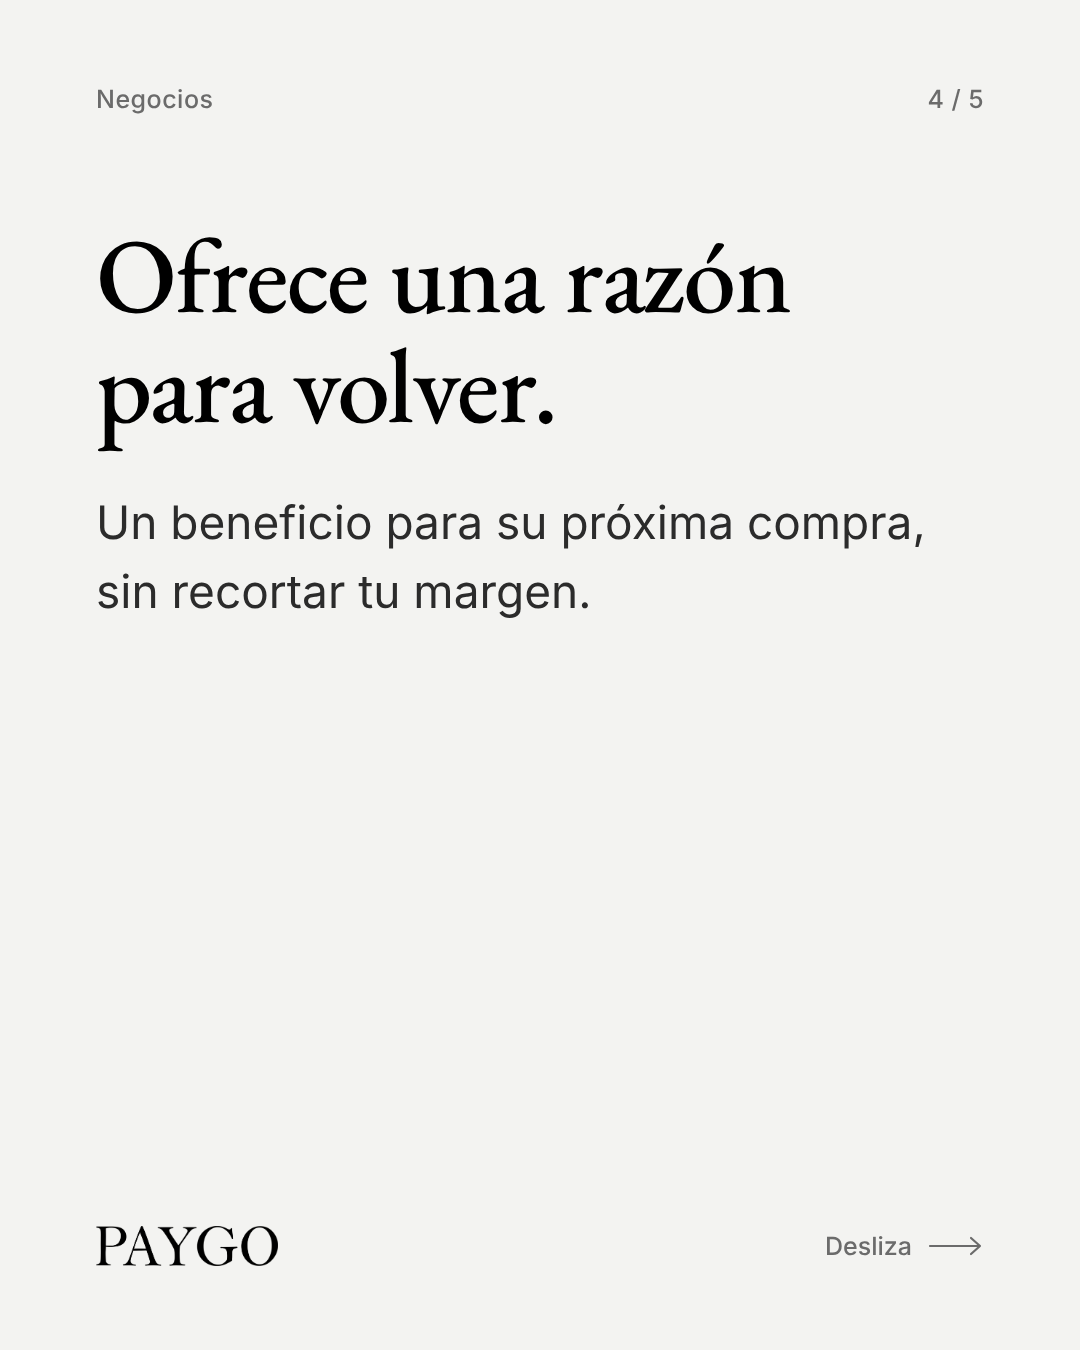 Negocios
4 / 5
Ofrece una razón
para volver.
Un beneficio para su próxima compra,
sin recortar tu margen.
PAYGO
Desliza